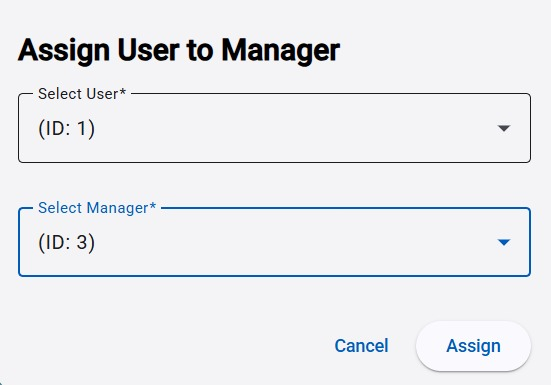 Assign User to Manager
Select User*
(ID: 1)
Select Manager*
(ID: 3)
Cancel Assign